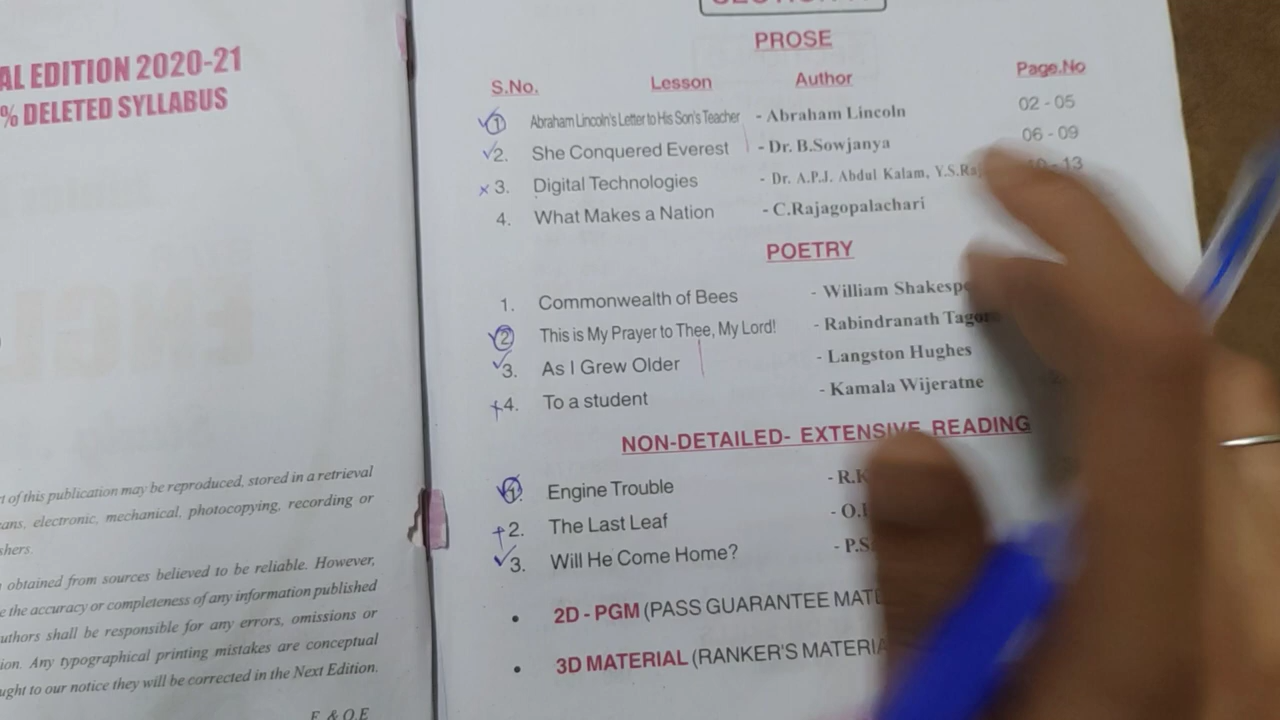 AL EDITION 2020-21
% DELETED SYLLABUS
t of this publication may be reproduced, stored in a retrieval
ans, electronic, mechanical, photocopying, recording or
shers.
obtained from sources believed to be reliable. However,
e the accuracy or completeness of any information published
uthors shall be responsible for any errors, omissions or
ion. Any typographical printing mistakes are conceptual
ught to our notice they will be corrected in the Next Edition.
E. & O.E
PROSE
S.No. Lesson Author Page.No
1 Abraham Lincoln's Letter to His Son's Teacher - Abraham Lincoln 02 - 05
2. She Conquered Everest - Dr. B.Sowjanya 06 - 09
3. Digital Technologies - Dr. A.P.J. Abdul Kalam, Y.S.Raj - 13
4. What Makes a Nation - C.Rajagopalachari
POETRY
1. Commonwealth of Bees - William Shakespe
2 This is My Prayer to Thee, My Lord! - Rabindranath Tagore
3. As I Grew Older - Langston Hughes
4. To a student - Kamala Wijeratne
NON-DETAILED- EXTENSIVE READING
1. Engine Trouble - R.K
2. The Last Leaf - O.
3. Will He Come Home? - P.S
• 2D - PGM (PASS GUARANTEE MATE
• 3D MATERIAL (RANKER'S MATERIA